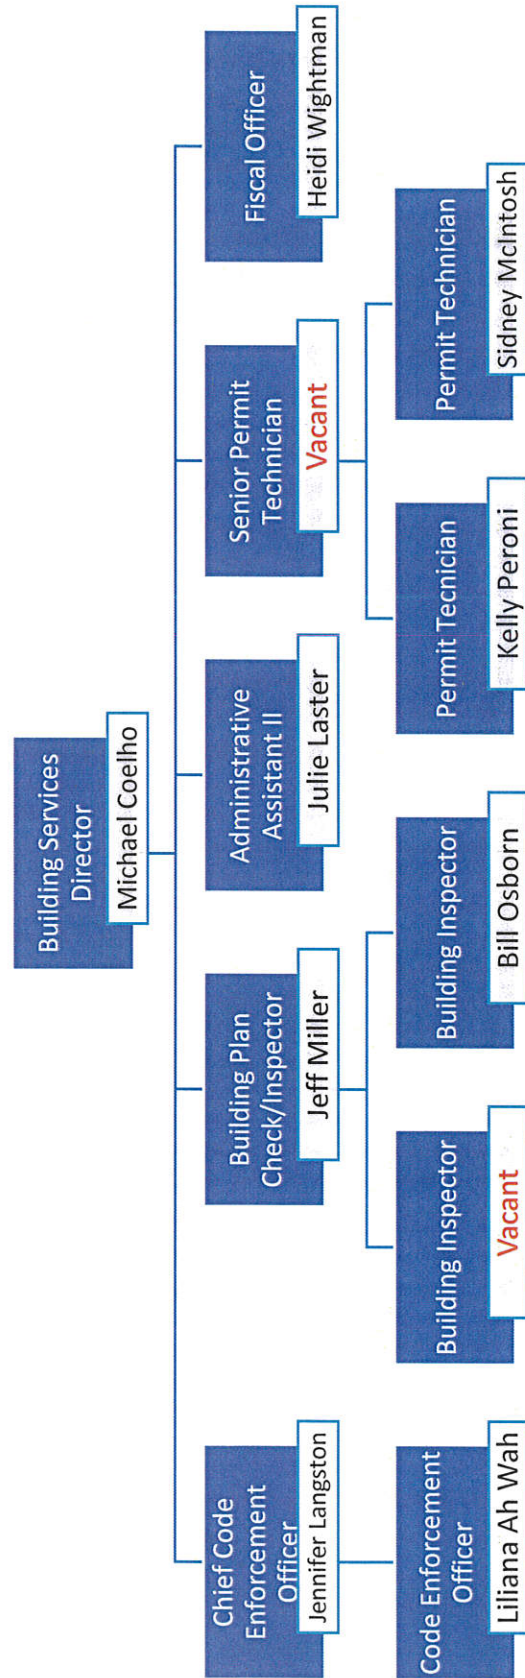 Building Services
Director
Michael Coelho
Chief Code
Enforcement
Officer
Jennifer Langston
Building Plan
Check/Inspector
Jeff Miller
Administrative
Assistant II
Julie Laster
Senior Permit
Technician
Vacant
Fiscal Officer
Heidi Wightman
Code Enforcement
Officer
Liliana Ah Wah
Building Inspector
Vacant
Building Inspector
Bill Osborn
Permit Tecnician
Kelly Peroni
Permit Technician
Sidney McIntosh